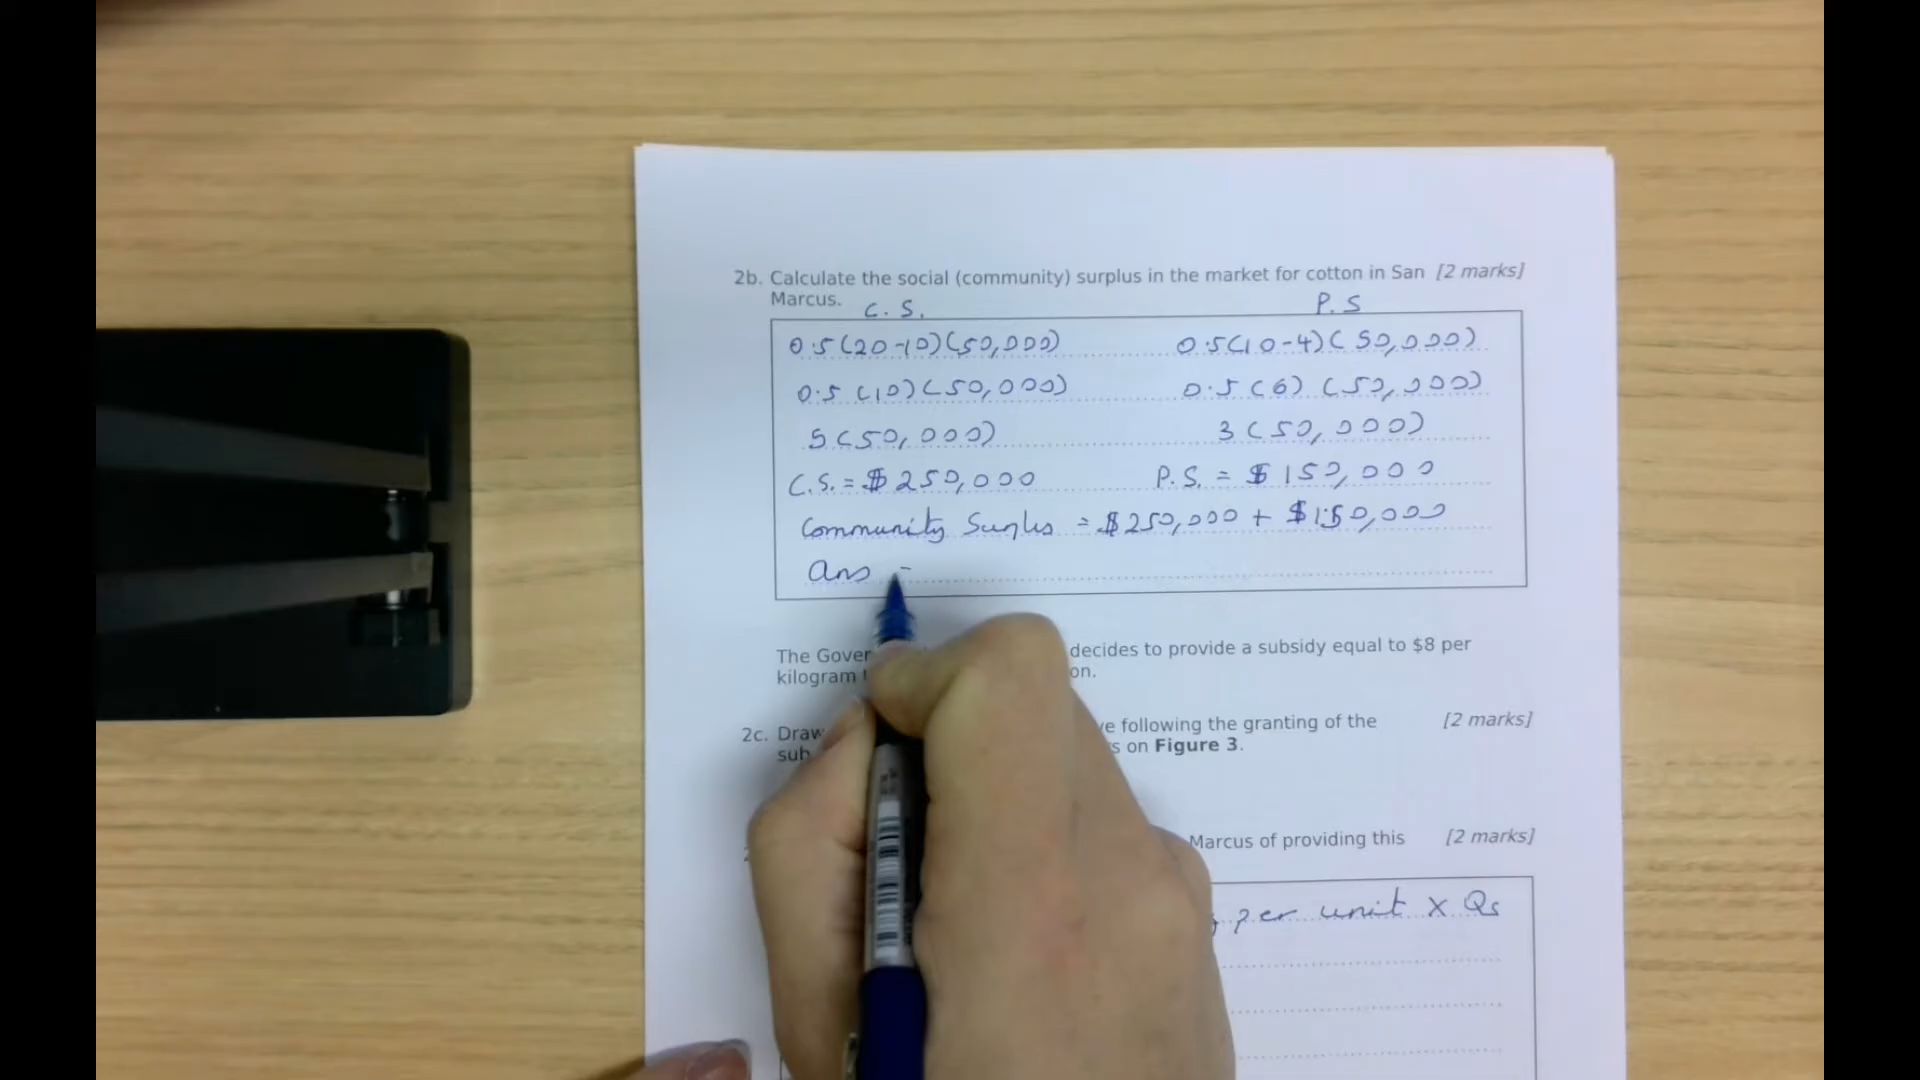 2b. Calculate the social (community) surplus in the market for cotton in San [2 marks]
Marcus.
C.S. P.S
0.5(20-10)(50,000) 0.5(10-4)(50,000)
0.5(10)(50,000) 0.5(6)(50,000)
5(50,000) 3(50,000)
C.S. = $250,000 P.S. = $150,000
Community Surplus = $250,000 + $150,000
Ans =
The Gover decides to provide a subsidy equal to $8 per
kilogram on.
2c. Draw following the granting of the [2 marks]
sub s on Figure 3.
Marcus of providing this [2 marks]
per unit x Qs